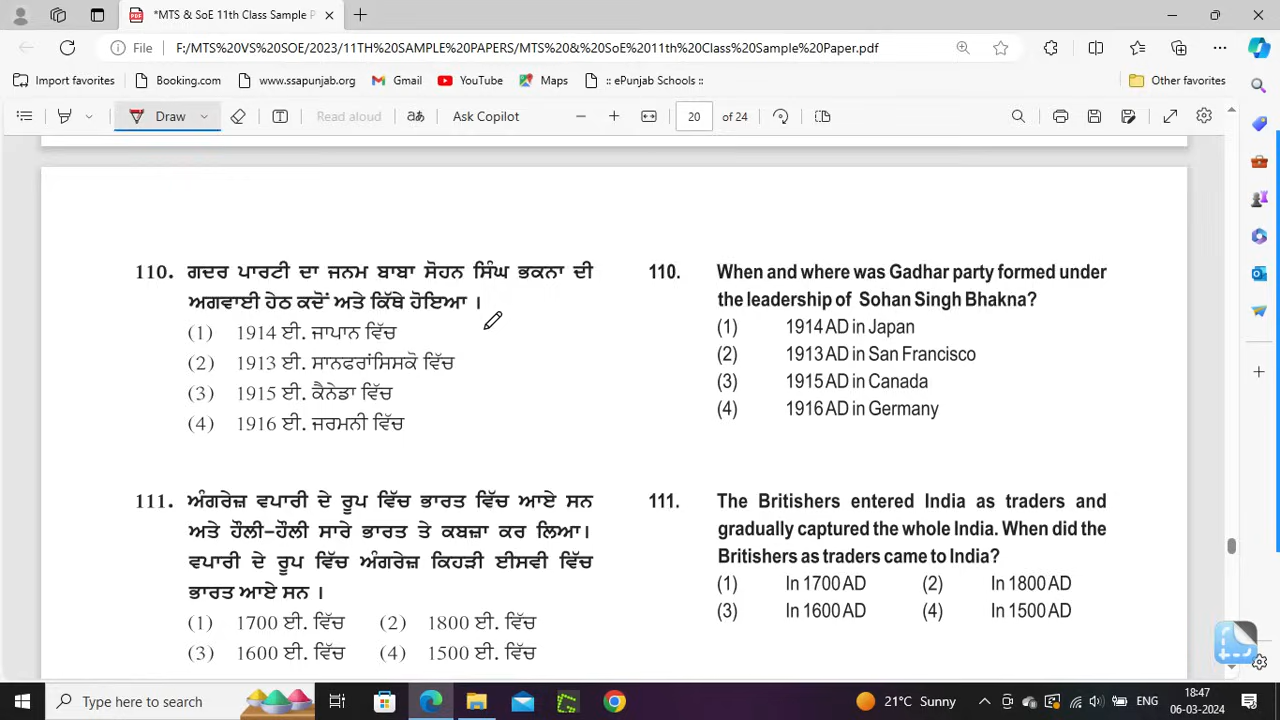 *MTS & SoE 11th Class Sample P
File
F:/MTS%20VS%20SOE/2023/11TH%20SAMPLE%20PAPERS/MTS%20&%20SoE%2011th%20Class%20Sample%20Paper.pdf
Import favorites
Booking.com
www.ssapunjab.org
Gmail
YouTube
Maps
:: ePunjab Schools ::
Other favorites
Draw
Read aloud
Ask Copilot
20 of 24
110. ਗਦਰ ਪਾਰਟੀ ਦਾ ਜਨਮ ਬਾਬਾ ਸੋਹਨ ਸਿੰਘ ਭਕਨਾ ਦੀ
ਅਗਵਾਈ ਹੇਠ ਕਦੋਂ ਅਤੇ ਕਿੱਥੇ ਹੋਇਆ ।
(1) 1914 ਈ. ਜਾਪਾਨ ਵਿੱਚ
(2) 1913 ਈ. ਸਾਨਫਰਾਂਸਿਸਕੋ ਵਿੱਚ
(3) 1915 ਈ. ਕੈਨੇਡਾ ਵਿੱਚ
(4) 1916 ਈ. ਜਰਮਨੀ ਵਿੱਚ
110. When and where was Gadhar party formed under
the leadership of Sohan Singh Bhakna?
(1) 1914 AD in Japan
(2) 1913 AD in San Francisco
(3) 1915 AD in Canada
(4) 1916 AD in Germany
111. ਅੰਗਰੇਜ਼ ਵਪਾਰੀ ਦੇ ਰੂਪ ਵਿੱਚ ਭਾਰਤ ਵਿੱਚ ਆਏ ਸਨ
ਅਤੇ ਹੌਲੀ-ਹੌਲੀ ਸਾਰੇ ਭਾਰਤ ਤੇ ਕਬਜ਼ਾ ਕਰ ਲਿਆ।
ਵਪਾਰੀ ਦੇ ਰੂਪ ਵਿੱਚ ਅੰਗਰੇਜ਼ ਕਿਹੜੀ ਈਸਵੀ ਵਿੱਚ
ਭਾਰਤ ਆਏ ਸਨ ।
(1) 1700 ਈ. ਵਿੱਚ (2) 1800 ਈ. ਵਿੱਚ
(3) 1600 ਈ. ਵਿੱਚ (4) 1500 ਈ. ਵਿੱਚ
111. The Britishers entered India as traders and
gradually captured the whole India. When did the
Britishers as traders came to India?
(1) In 1700 AD (2) In 1800 AD
(3) In 1600 AD (4) In 1500 AD
Type here to search
21°C Sunny
ENG
18:47
06-03-2024